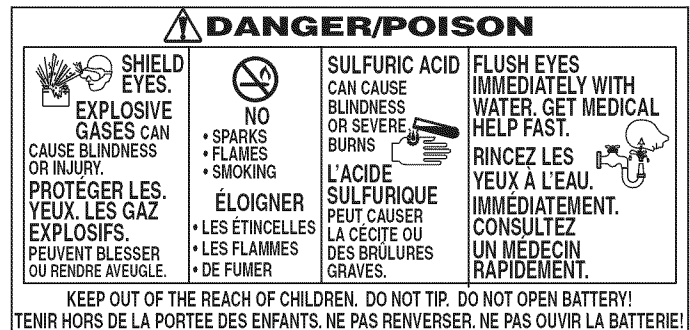 DANGER/POISON
SHIELD
EYES.
EXPLOSIVE
GASES CAN
CAUSE BLINDNESS
OR INJURY.
PROTÉGER LES.
YEUX. LES GAZ
EXPLOSIFS.
PEUVENT BLESSER
OU RENDRE AVEUGLE.
NO
• SPARKS
• FLAMES
• SMOKING
ÉLOIGNER
• LES ÉTINCELLES
• LES FLAMMES
• DE FUMER
SULFURIC ACID
CAN CAUSE
BLINDNESS
OR SEVERE
BURNS
L'ACIDE
SULFURIQUE
PEUT CAUSER
LA CÉCITE OU
DES BRÛLURES
GRAVES.
FLUSH EYES
IMMEDIATELY WITH
WATER. GET MEDICAL
HELP FAST.
RINCEZ LES
YEUX À L'EAU.
IMMÉDIATEMENT.
CONSULTEZ
UN MÉDECIN
RAPIDEMENT.
KEEP OUT OF THE REACH OF CHILDREN. DO NOT TIP. DO NOT OPEN BATTERY!
TENIR HORS DE LA PORTEE DES ENFANTS. NE PAS RENVERSER. NE PAS OUVIR LA BATTERIE!